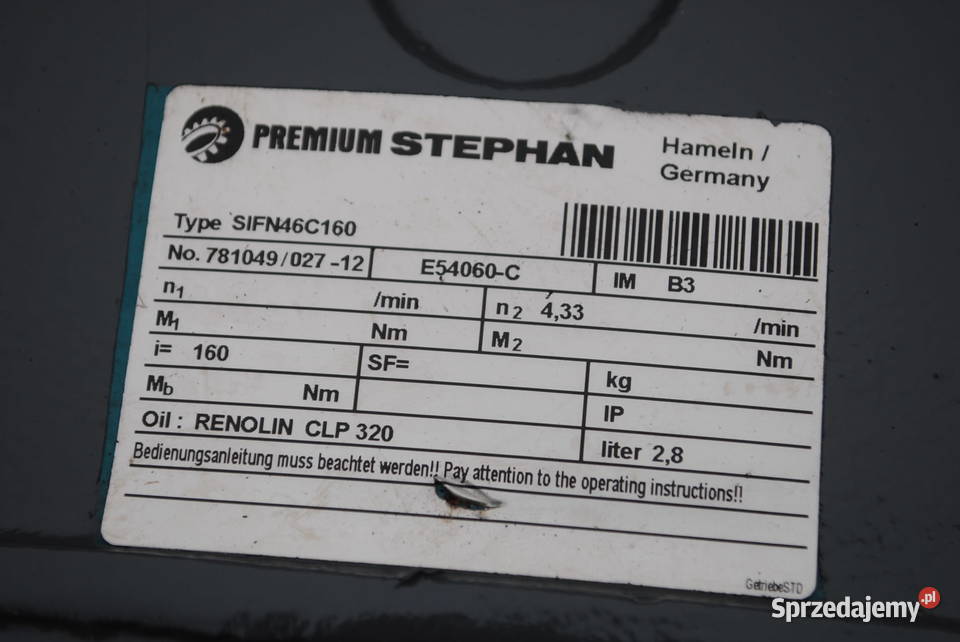 PREMIUM STEPHAN
Hameln /
Germany
Type SIFN46C160
No. 781049/027 -12 E54060-C IM B3
n1 /min n2 4,33 /min
M1 Nm M2 Nm
i= 160 SF= kg
Mb Nm IP
Oil : RENOLIN CLP 320 liter 2,8
Bedienungsanleitung muss beachtet werden!! Pay attention to the operating instructions!!
GetriebeSTD
Sprzedajemy.pl